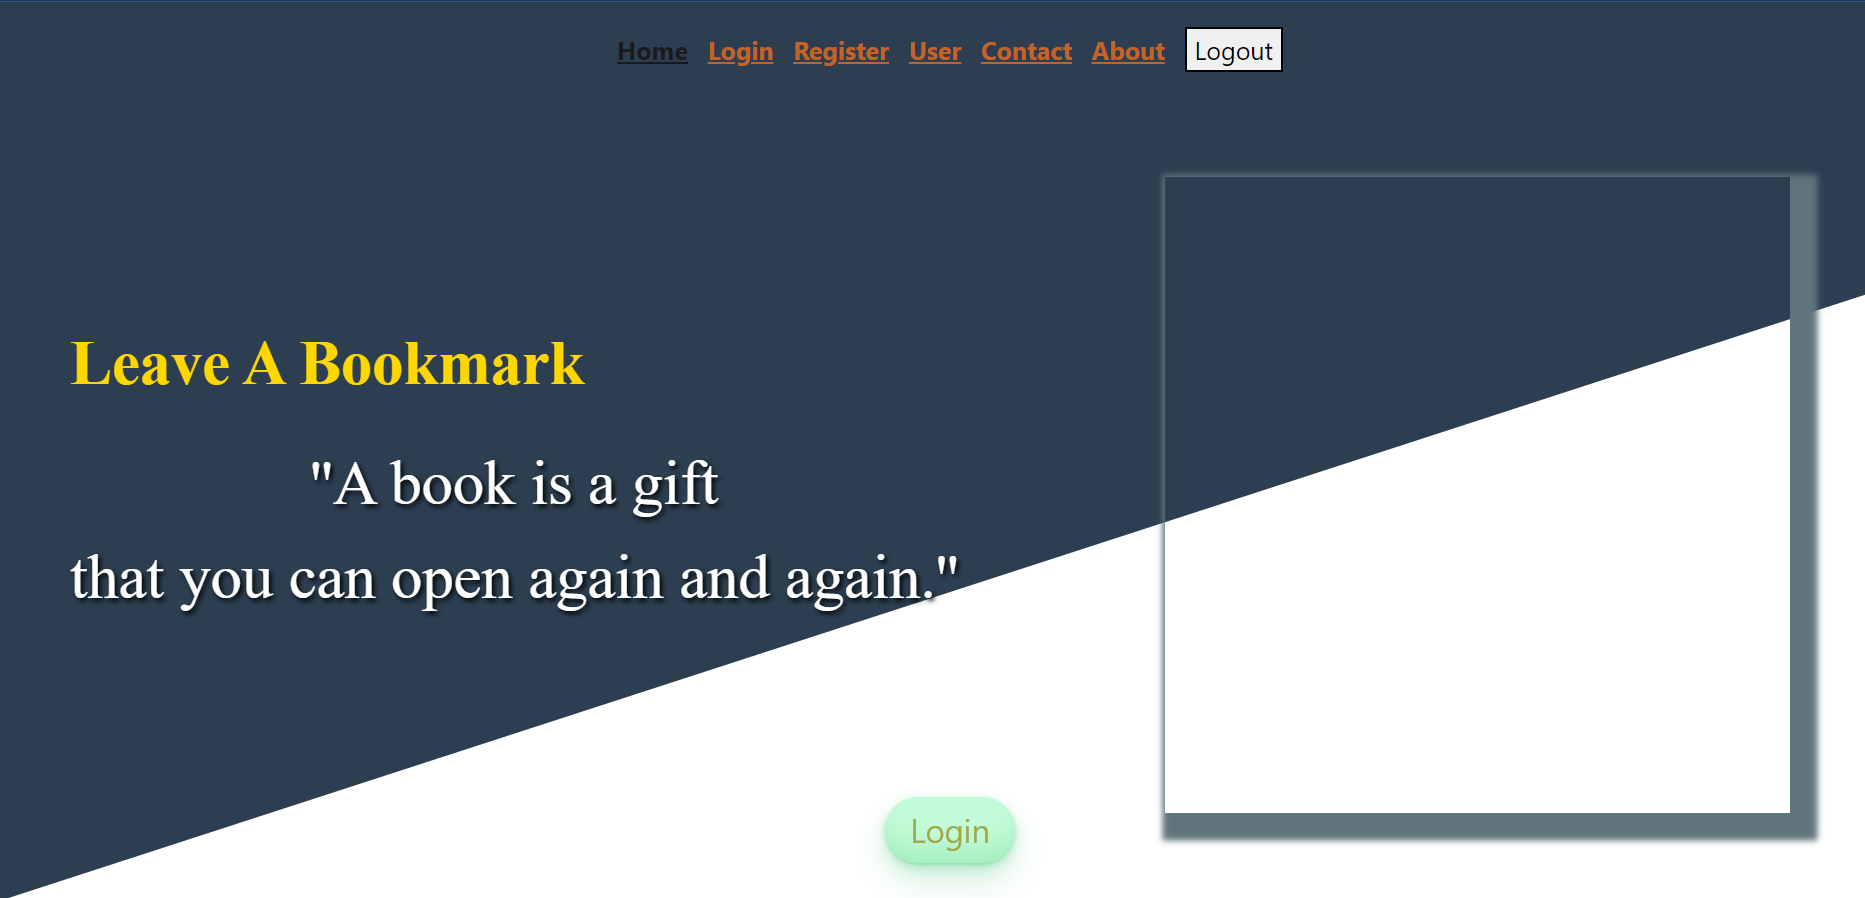 Home Login Register User Contact About Logout
Leave A Bookmark
"A book is a gift
that you can open again and again."
Login